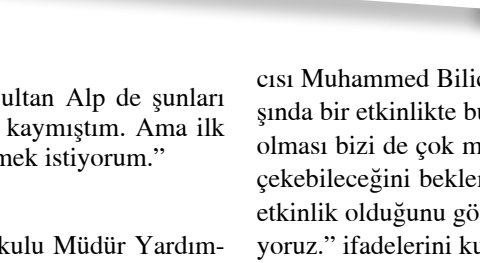 ultan Alp de şunları
kaymıştım. Ama ilk
mek istiyorum.”
kulu Müdür Yardım-
cısı Muhammed Bilic
şında bir etkinlikte bu
olması bizi de çok m
çekebileceğini bekler
etkinlik olduğunu gö
yoruz.” ifadelerini ku